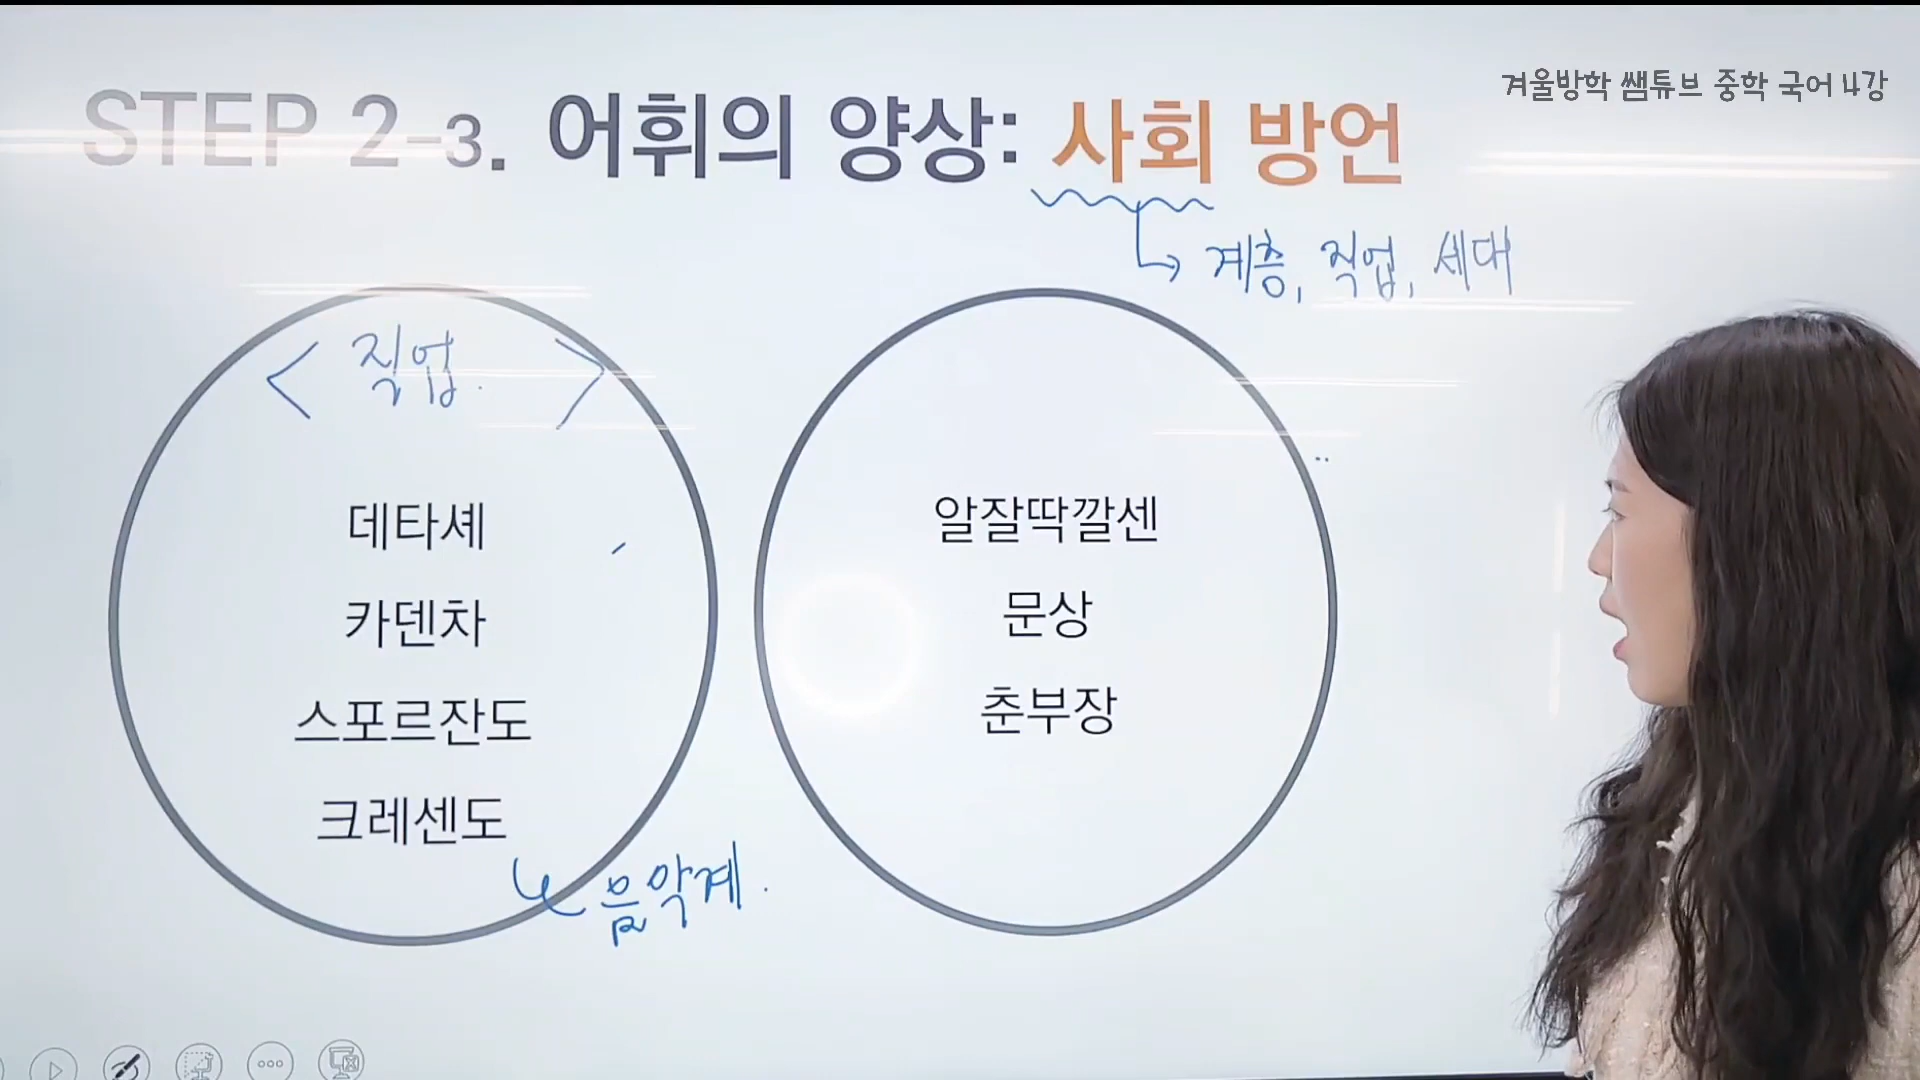 겨울방학 쌤튜브 중학 국어 4강
STEP 2-3. 어휘의 양상: 사회 방언
계층, 직업, 세대
< 직업 >
데타셰
카덴차
스포르잔도
크레센도
음악계
알잘딱깔센
문상
춘부장